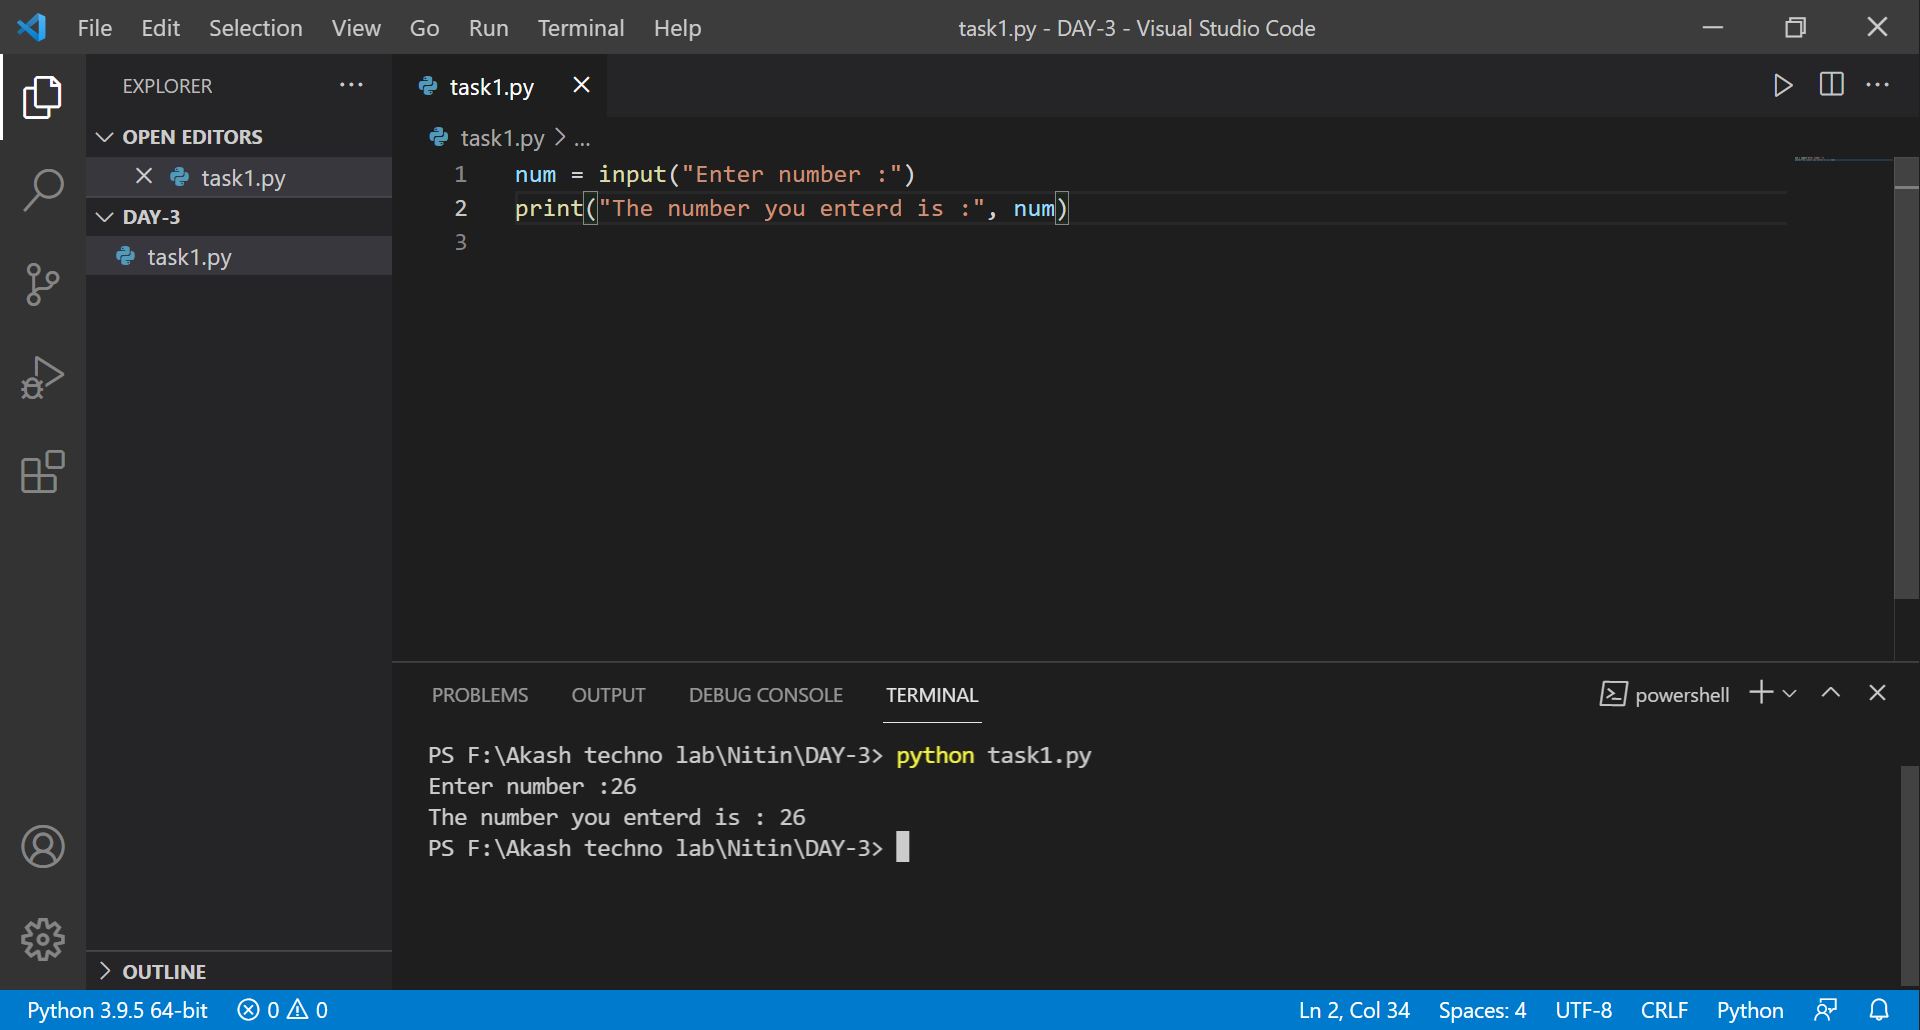 File Edit Selection View Go Run Terminal Help task1.py - DAY-3 - Visual Studio Code
EXPLORER
OPEN EDITORS
task1.py
DAY-3
task1.py
OUTLINE
task1.py
task1.py > ...
1 num = input("Enter number :")
2 print("The number you enterd is :", num)
3
PROBLEMS OUTPUT DEBUG CONSOLE TERMINAL powershell
PS F:\Akash techno lab\Nitin\DAY-3> python task1.py
Enter number :26
The number you enterd is : 26
PS F:\Akash techno lab\Nitin\DAY-3>
Python 3.9.5 64-bit 0 0 Ln 2, Col 34 Spaces: 4 UTF-8 CRLF Python